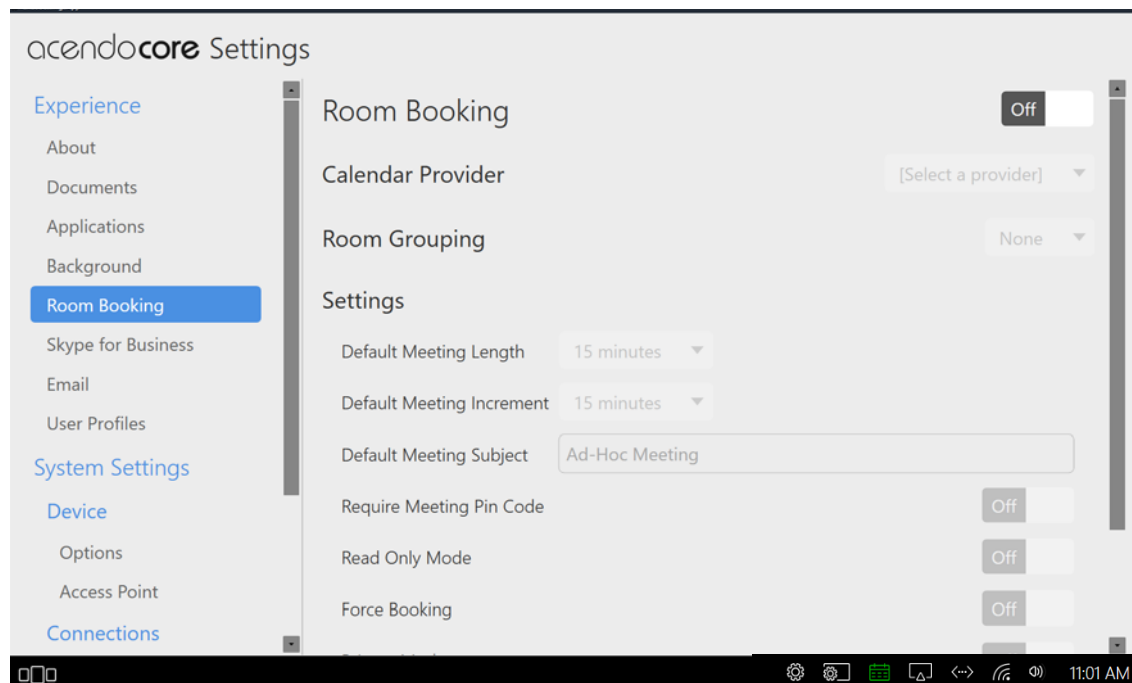 acendocore Settings
Experience
About
Documents
Applications
Background
Room Booking
Skype for Business
Email
User Profiles
System Settings
Device
Options
Access Point
Connections
Room Booking
Off
Calendar Provider
[Select a provider]
Room Grouping
None
Settings
Default Meeting Length
15 minutes
Default Meeting Increment
15 minutes
Default Meeting Subject
Ad-Hoc Meeting
Require Meeting Pin Code
Off
Read Only Mode
Off
Force Booking
Off
11:01 AM